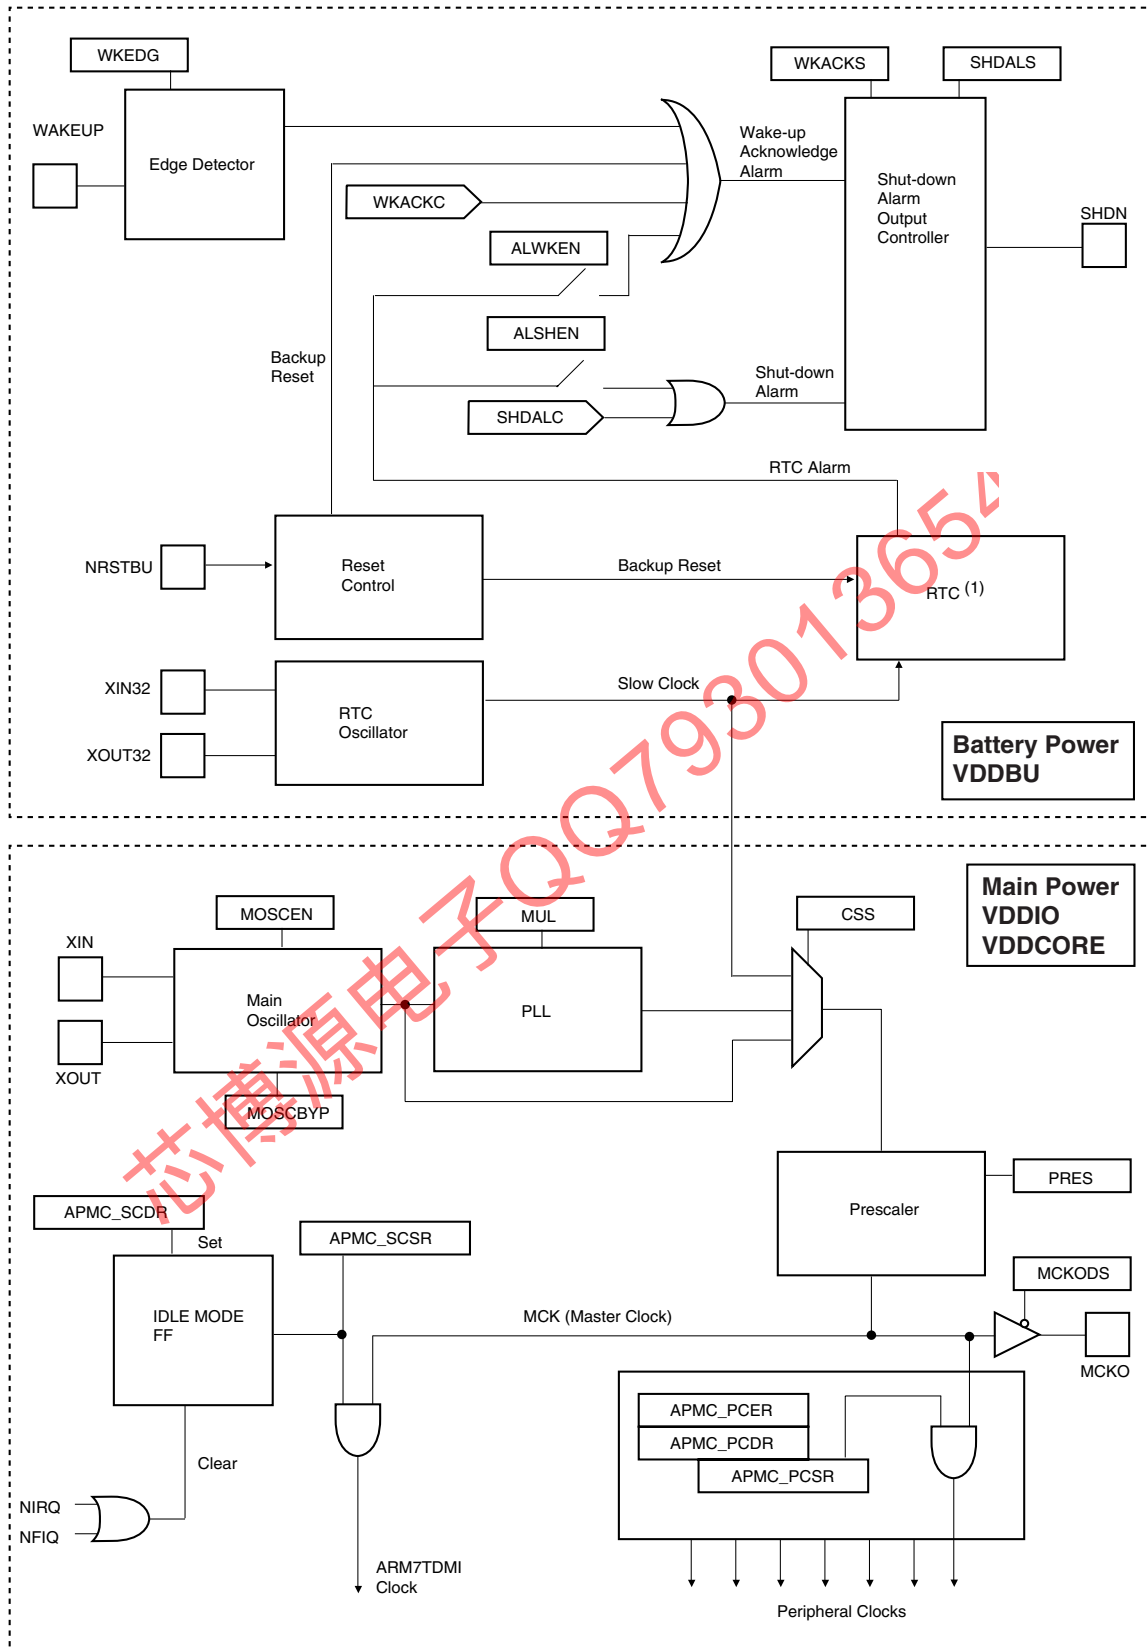 WKEDG
WKACKS
SHDALS
WAKEUP
Edge Detector
Wake-up
Acknowledge
Alarm
WKACKC
Shut-down
Alarm
Output
Controller
SHDN
ALWKEN
ALSHEN
Backup
Reset
Shut-down
Alarm
SHDALC
RTC Alarm
NRSTBU
Reset
Control
Backup Reset
RTC (1)
XIN32
XOUT32
RTC
Oscillator
Slow Clock
Battery Power
VDDBU
Main Power
VDDIO
VDDCORE
MOSCEN
MUL
CSS
XIN
XOUT
Main
Oscillator
PLL
MOSCBYP
芯博源电子QQ793013654
APMC_SCDR
Set
APMC_SCSR
Prescaler
PRES
IDLE MODE
FF
MCK (Master Clock)
MCKODS
MCKO
APMC_PCER
APMC_PCDR
APMC_PCSR
Clear
NIRQ
NFIQ
ARM7TDMI
Clock
Peripheral Clocks